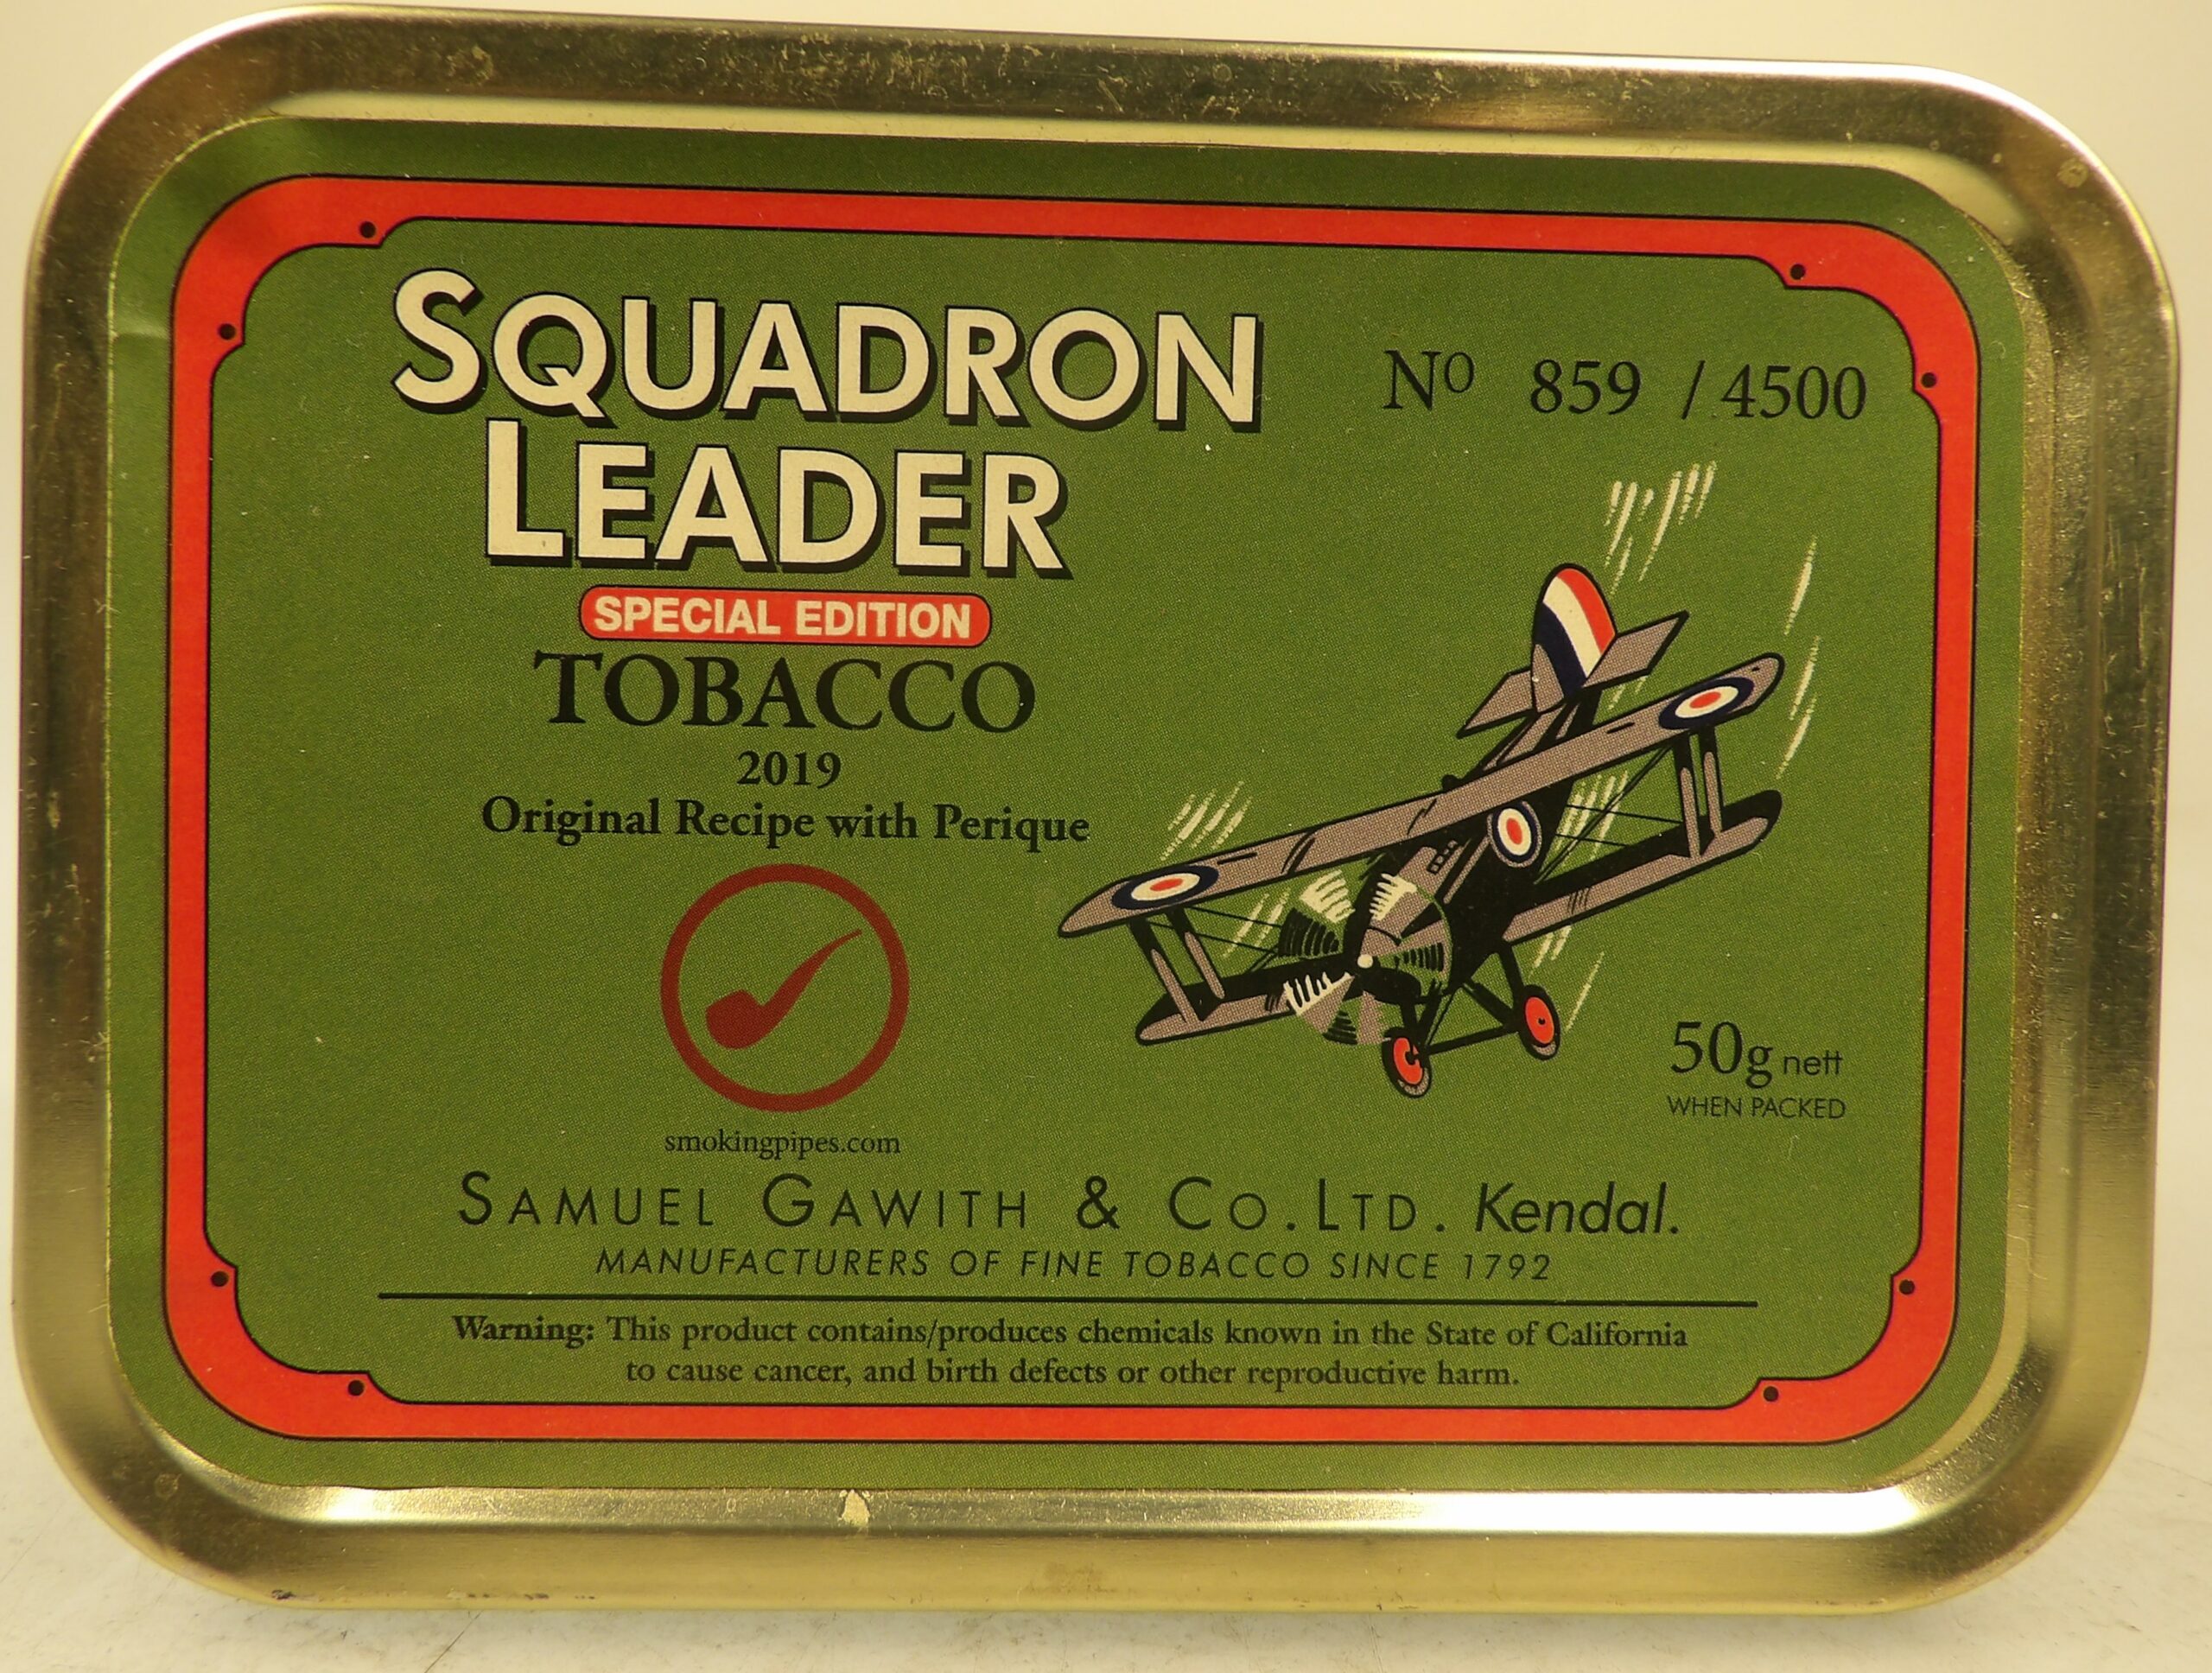 SQUADRON
LEADER
Nº 859 / 4500
SPECIAL EDITION
TOBACCO
2019
Original Recipe with Perique
smokingpipes.com
50g nett
WHEN PACKED
SAMUEL GAWITH & CO.LTD. Kendal.
MANUFACTURERS OF FINE TOBACCO SINCE 1792
Warning: This product contains/produces chemicals known in the State of California
to cause cancer, and birth defects or other reproductive harm.